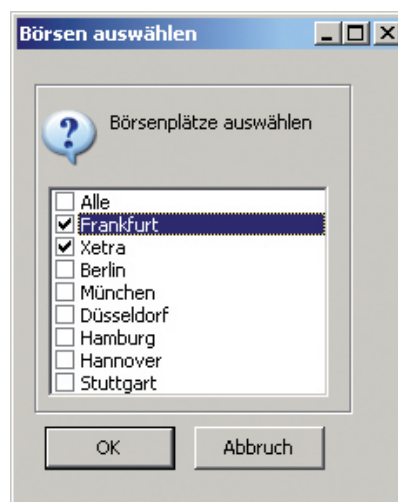 Börsen auswählen
Börsenplätze auswählen
Alle
Frankfurt
Xetra
Berlin
München
Düsseldorf
Hamburg
Hannover
Stuttgart
OK
Abbruch